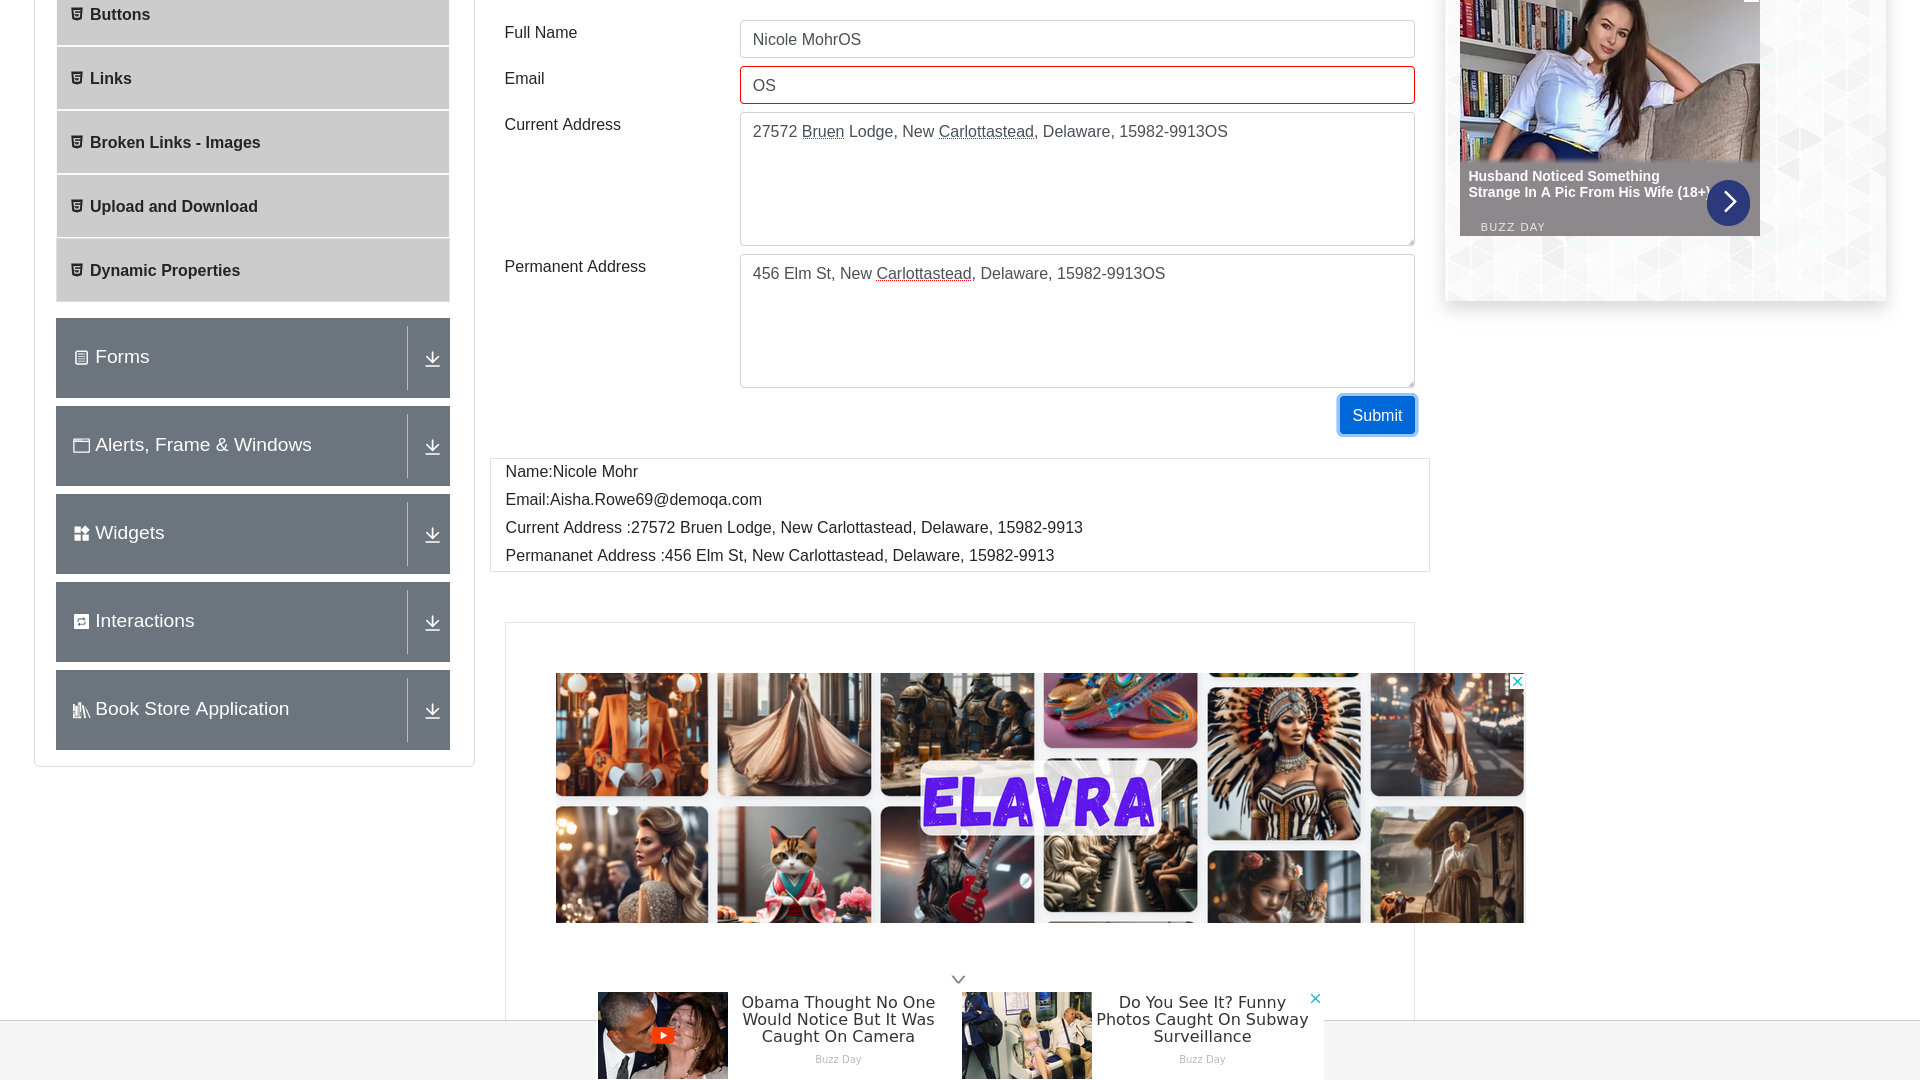 Buttons
Links
Broken Links - Images
Upload and Download
Dynamic Properties
Forms
Alerts, Frame & Windows
Widgets
Interactions
Book Store Application
Full Name
Nicole MohrOS
Email
OS
Current Address
27572 Bruen Lodge, New Carlottastead, Delaware, 15982-9913OS
Permanent Address
456 Elm St, New Carlottastead, Delaware, 15982-9913OS
Submit
Name:Nicole Mohr
Email:Aisha.Rowe69@demoqa.com
Current Address :27572 Bruen Lodge, New Carlottastead, Delaware, 15982-9913
Permananet Address :456 Elm St, New Carlottastead, Delaware, 15982-9913
Husband Noticed Something
Strange In A Pic From His Wife (18+)
BUZZ DAY
ELAVRA
Obama Thought No One
Would Notice But It Was
Caught On Camera
Buzz Day
Do You See It? Funny
Photos Caught On Subway
Surveillance
Buzz Day